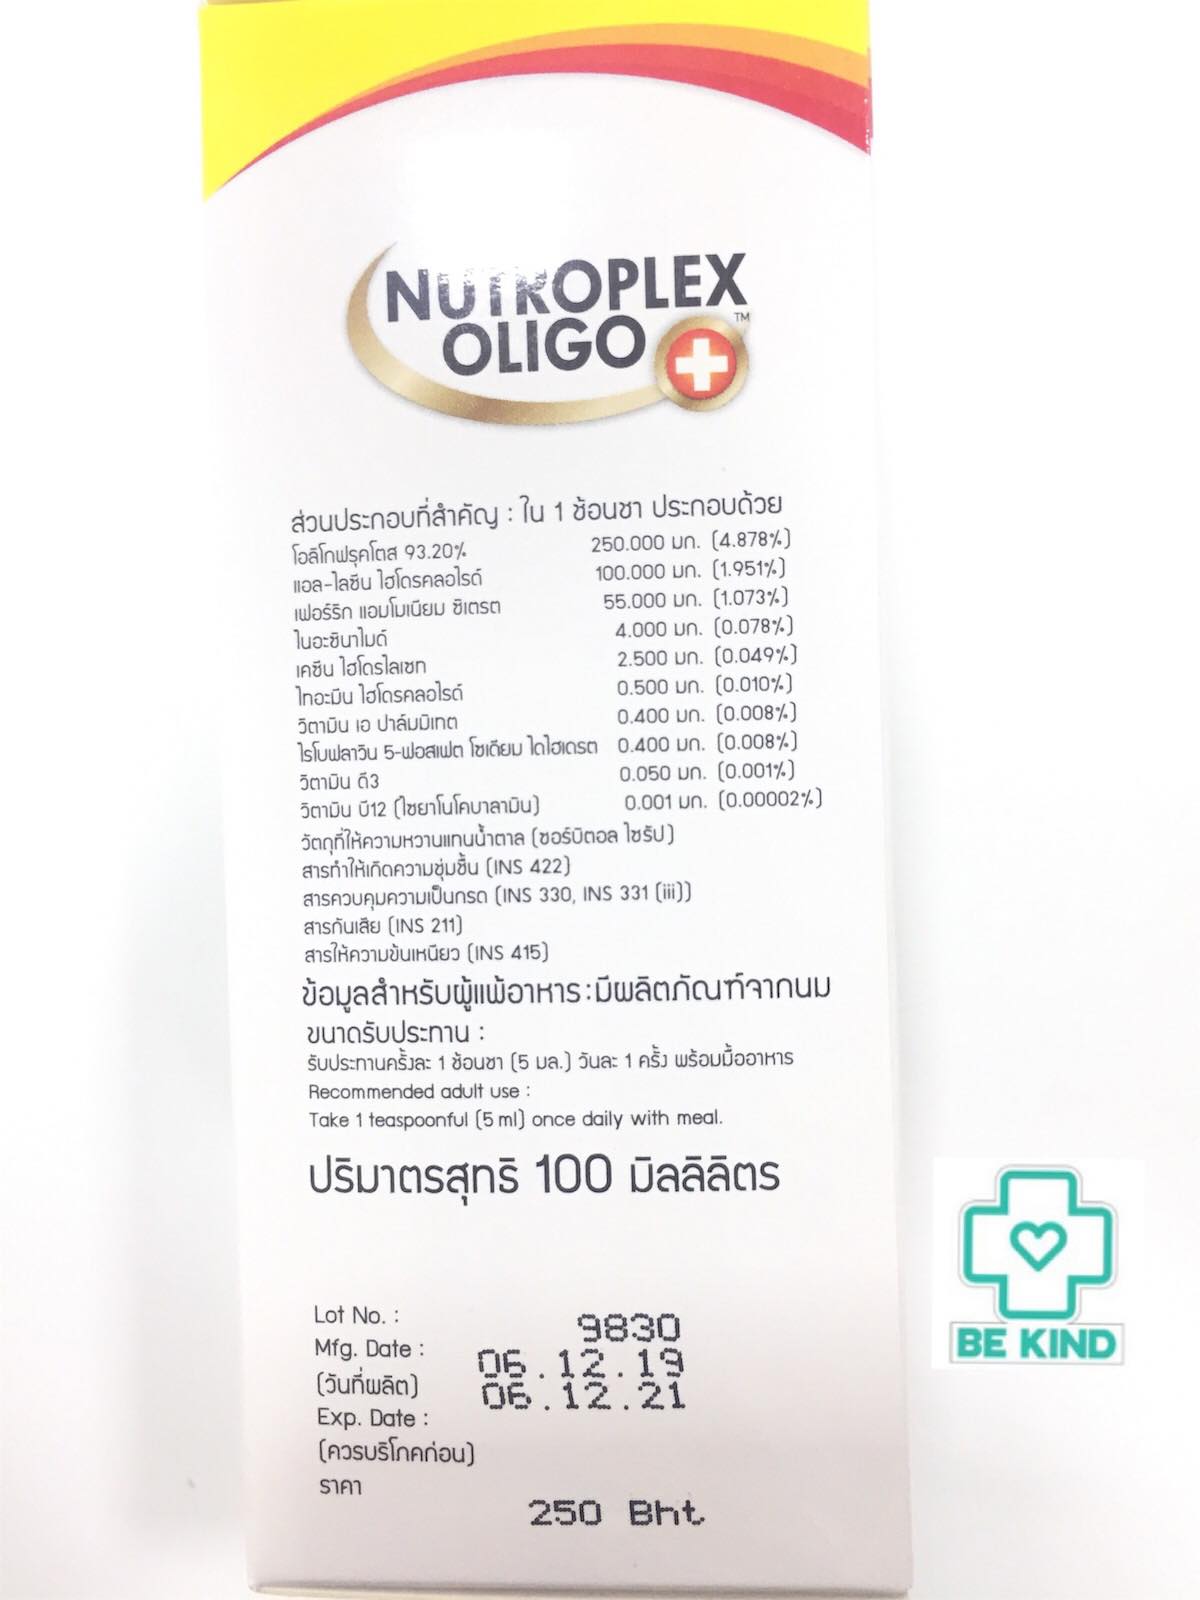 NUTROPLEX
OLIGO
TM
ส่วนประกอบที่สำคัญ : ใน 1 ช้อนชา ประกอบด้วย
โอลิโกฟรุคโตส 93.20% 250.000 มก. (4.878%)
แอล-ไลซีน ไฮโดรคลอไรด์ 100.000 มก. (1.951%)
เฟอร์ริก แอมโมเนียม ซิเตรต 55.000 มก. (1.073%)
ไนอะซินาไมด์ 4.000 มก. (0.078%)
เคซีน ไฮโดรไลเซท 2.500 มก. (0.049%)
ไทอะมีน ไฮโดรคลอไรด์ 0.500 มก. (0.010%)
วิตามิน เอ ปาล์มมิเทต 0.400 มก. (0.008%)
ไรโบฟลาวิน 5-ฟอสเฟต โซเดียม ไดไฮเดรต 0.400 มก. (0.008%)
วิตามิน ดี3 0.050 มก. (0.001%)
วิตามิน บี12 (ไซยาโนโคบาลามิน) 0.001 มก. (0.00002%)
วัตถุที่ให้ความหวานแทนน้ำตาล (ซอร์บิตอล ไซรัป)
สารทำให้เกิดความชุ่มชื้น (INS 422)
สารควบคุมความเป็นกรด (INS 330, INS 331 (iii))
สารกันเสีย (INS 211)
สารให้ความข้นเหนียว (INS 415)
ข้อมูลสำหรับผู้แพ้อาหาร : มีผลิตภัณฑ์จากนม
ขนาดรับประทาน :
รับประทานครั้งละ 1 ช้อนชา (5 มล.) วันละ 1 ครั้ง พร้อมมื้ออาหาร
Recommended adult use :
Take 1 teaspoonful (5 ml) once daily with meal.
ปริมาตรสุทธิ 100 มิลลิลิตร
Lot No. : 9830
Mfg. Date : 06.12.19
(วันที่ผลิต) 06.12.21
Exp. Date :
(ควรบริโภคก่อน)
ราคา
250 Bht.
BE KIND